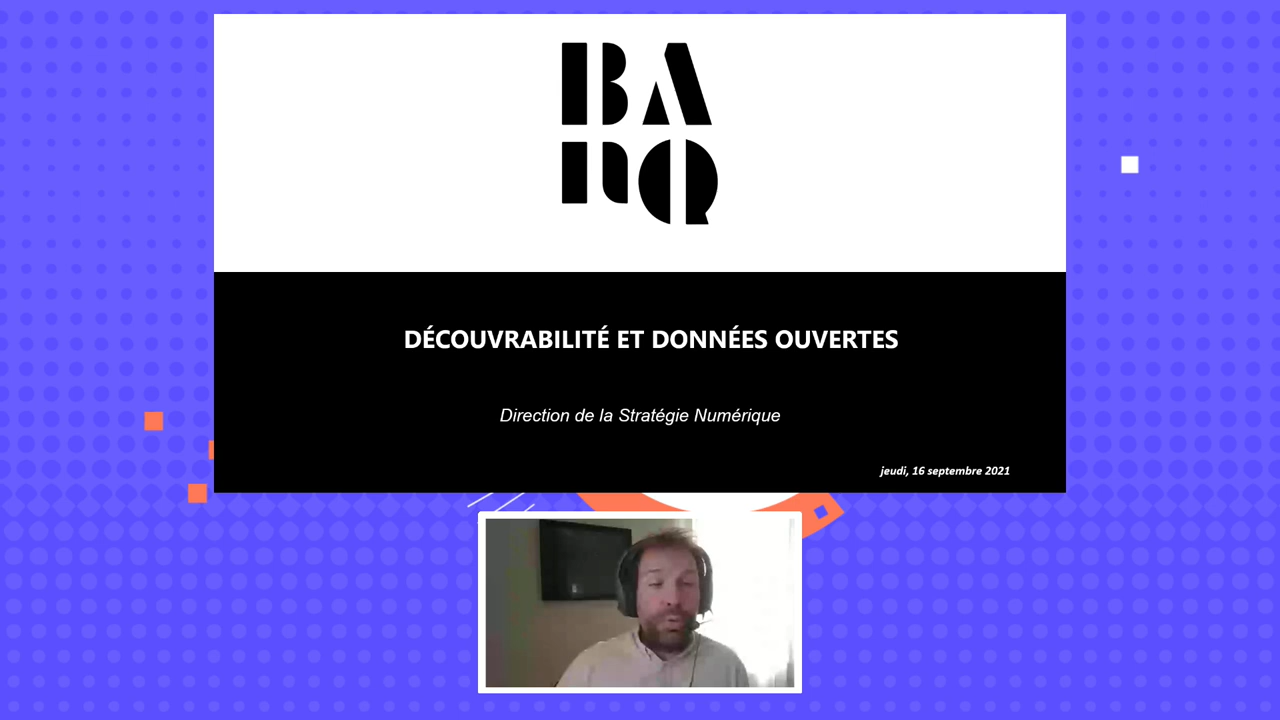 BA
nQ
DÉCOUVRABILITÉ ET DONNÉES OUVERTES
Direction de la Stratégie Numérique
jeudi, 16 septembre 2021